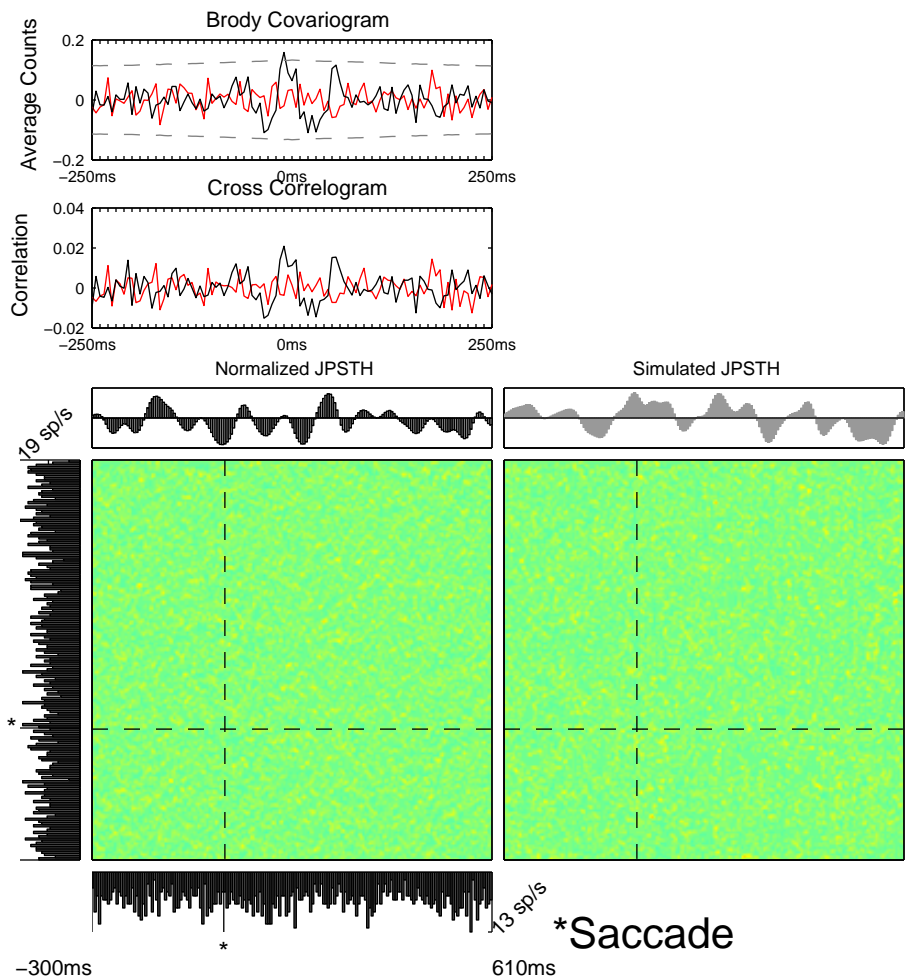 Brody Covariogram
Average Counts
0.2
0
−0.2
−250ms
0ms
250ms
Cross Correlogram
Correlation
0.04
0.02
0
−0.02
−250ms
0ms
250ms
Normalized JPSTH
Simulated JPSTH
19 sp/s
*
13 sp/s
*
*Saccade
−300ms
610ms